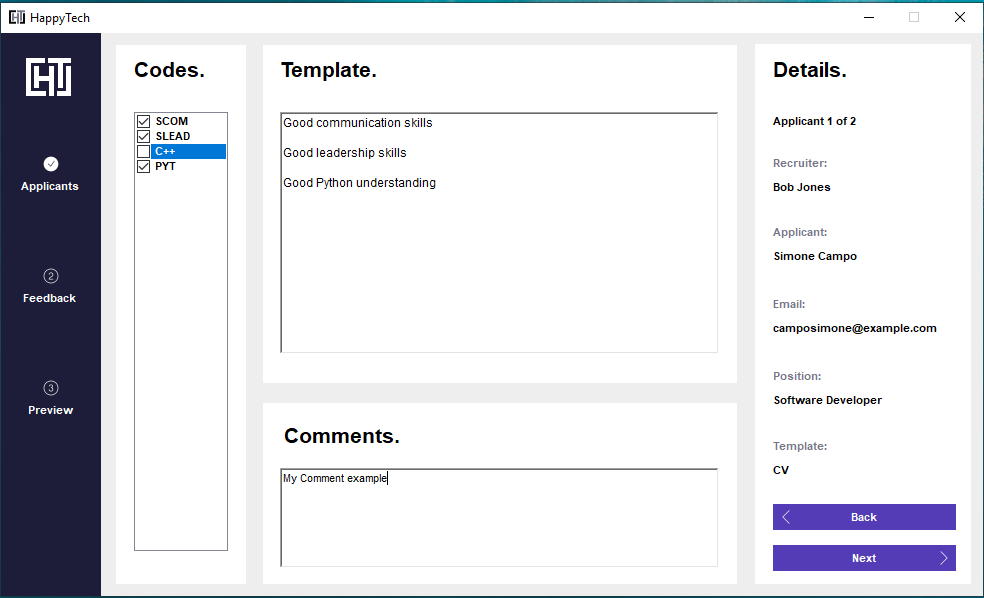 HappyTech
Applicants
2
Feedback
3
Preview
Codes.
SCOM
SLEAD
C++
PYT
Template.
Good communication skills
Good leadership skills
Good Python understanding
Comments.
My Comment example
Details.
Applicant 1 of 2
Recruiter:
Bob Jones
Applicant:
Simone Campo
Email:
camposimone@example.com
Position:
Software Developer
Template:
CV
Back
Next